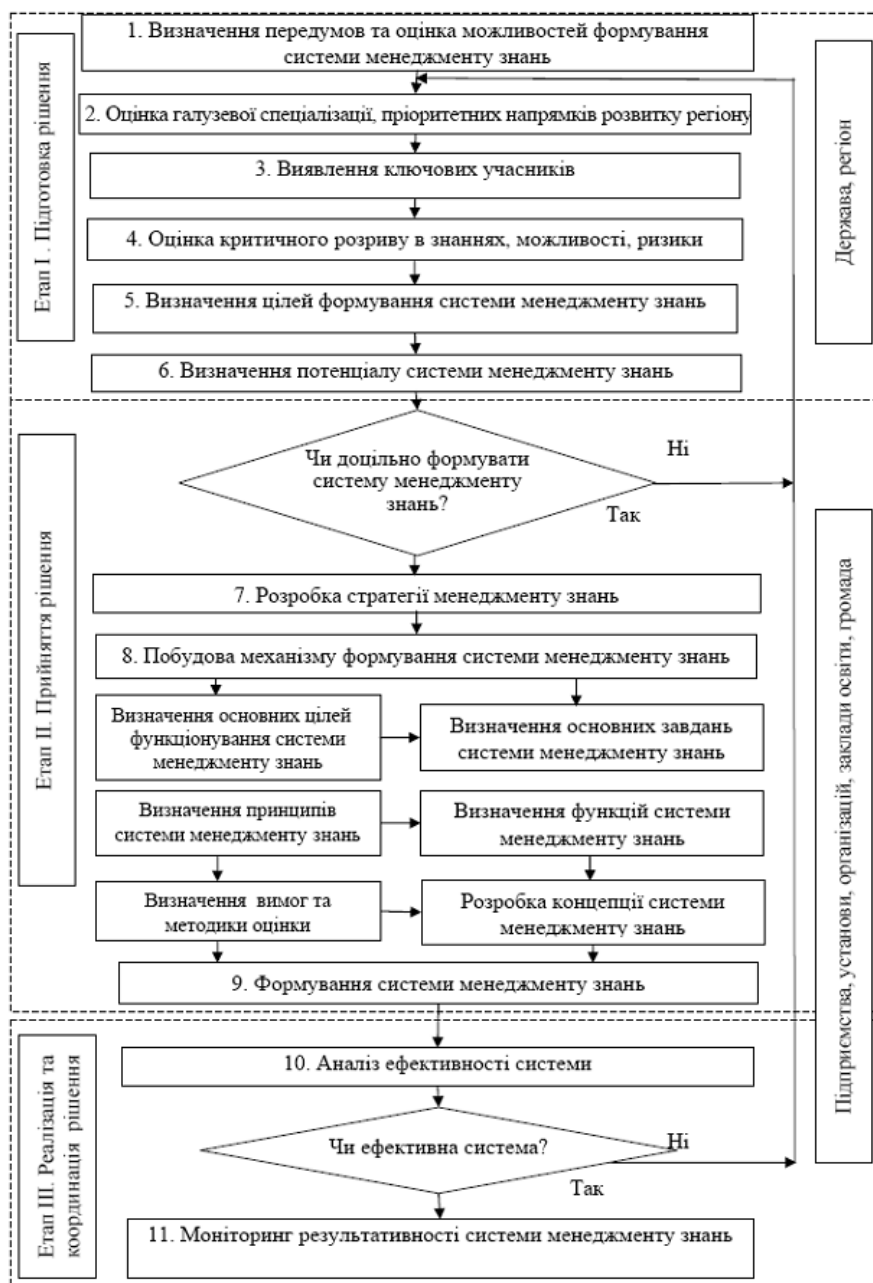 1. Визначення передумов та оцінка можливостей формування
системи менеджменту знань
2. Оцінка галузевої спеціалізації, пріоритетних напрямків розвитку регіону
3. Виявлення ключових учасників
4. Оцінка критичного розриву в знаннях, можливості, ризики
5. Визначення цілей формування системи менеджменту знань
6. Визначення потенціалу системи менеджменту знань
Етап І . Підготовка рішення
Держава, регіон
Чи доцільно формувати
систему менеджменту
знань?
Ні
Так
7. Розробка стратегії менеджменту знань
8. Побудова механізму формування системи менеджменту знань
Визначення основних цілей
функціонування системи
менеджменту знань
Визначення основних завдань
системи менеджменту знань
Визначення принципів
системи менеджменту знань
Визначення функцій системи
менеджменту знань
Визначення вимог та
методики оцінки
Розробка концепції системи
менеджменту знань
9. Формування системи менеджменту знань
Етап ІІ. Прийняття рішення
Підприємства, установи, організацій, заклади освіти, громада
10. Аналіз ефективності системи
Чи ефективна система?
Ні
Так
11. Моніторинг результативності системи менеджменту знань
Етап ІІІ. Реалізація та
координація рішення